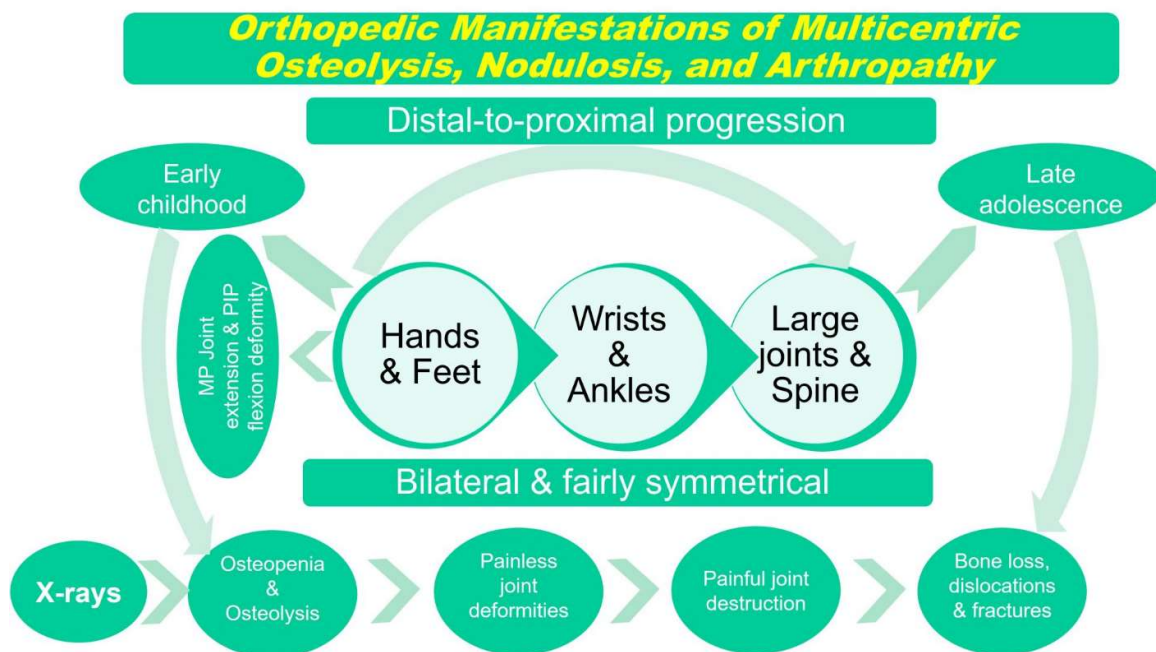 Orthopedic Manifestations of Multicentric
Osteolysis, Nodulosis, and Arthropathy
Distal-to-proximal progression
Early
childhood
Late
adolescence
MP Joint
extension & PIP
flexion deformity
Hands
& Feet
Wrists
&
Ankles
Large
joints &
Spine
Bilateral & fairly symmetrical
X-rays
Osteopenia
&
Osteolysis
Painless
joint
deformities
Painful joint
destruction
Bone loss,
dislocations
& fractures